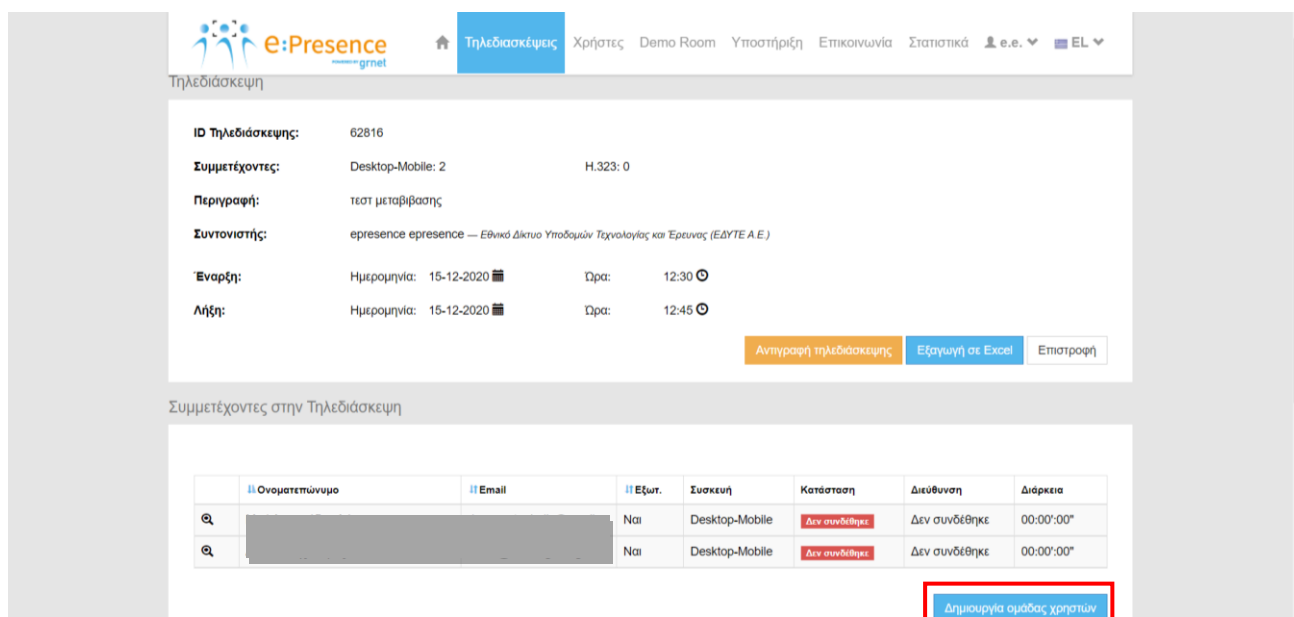 e:Presence
POWERED BY grnet
Τηλεδιασκέψεις Χρήστες Demo Room Υποστήριξη Επικοινωνία Στατιστικά e.e. EL
Τηλεδιάσκεψη
ID Τηλεδιάσκεψης: 62816
Συμμετέχοντες: Desktop-Mobile: 2 H.323: 0
Περιγραφή: τεστ μεταβιβασης
Συντονιστής: epresence epresence — Εθνικό Δίκτυο Υποδομών Τεχνολογίας και Έρευνας (ΕΔΥΤΕ Α.Ε.)
Έναρξη: Ημερομηνία: 15-12-2020 Ώρα: 12:30
Λήξη: Ημερομηνία: 15-12-2020 Ώρα: 12:45
Αντιγραφή τηλεδιάσκεψης Εξαγωγή σε Excel Επιστροφή
Συμμετέχοντες στην Τηλεδιάσκεψη
Ονοματεπώνυμο Email Εξωτ. Συσκευή Κατάσταση Διεύθυνση Διάρκεια
Ναι Desktop-Mobile Δεν συνδέθηκε Δεν συνδέθηκε 00:00':00"
Ναι Desktop-Mobile Δεν συνδέθηκε Δεν συνδέθηκε 00:00':00"
Δημιουργία ομάδας χρηστών